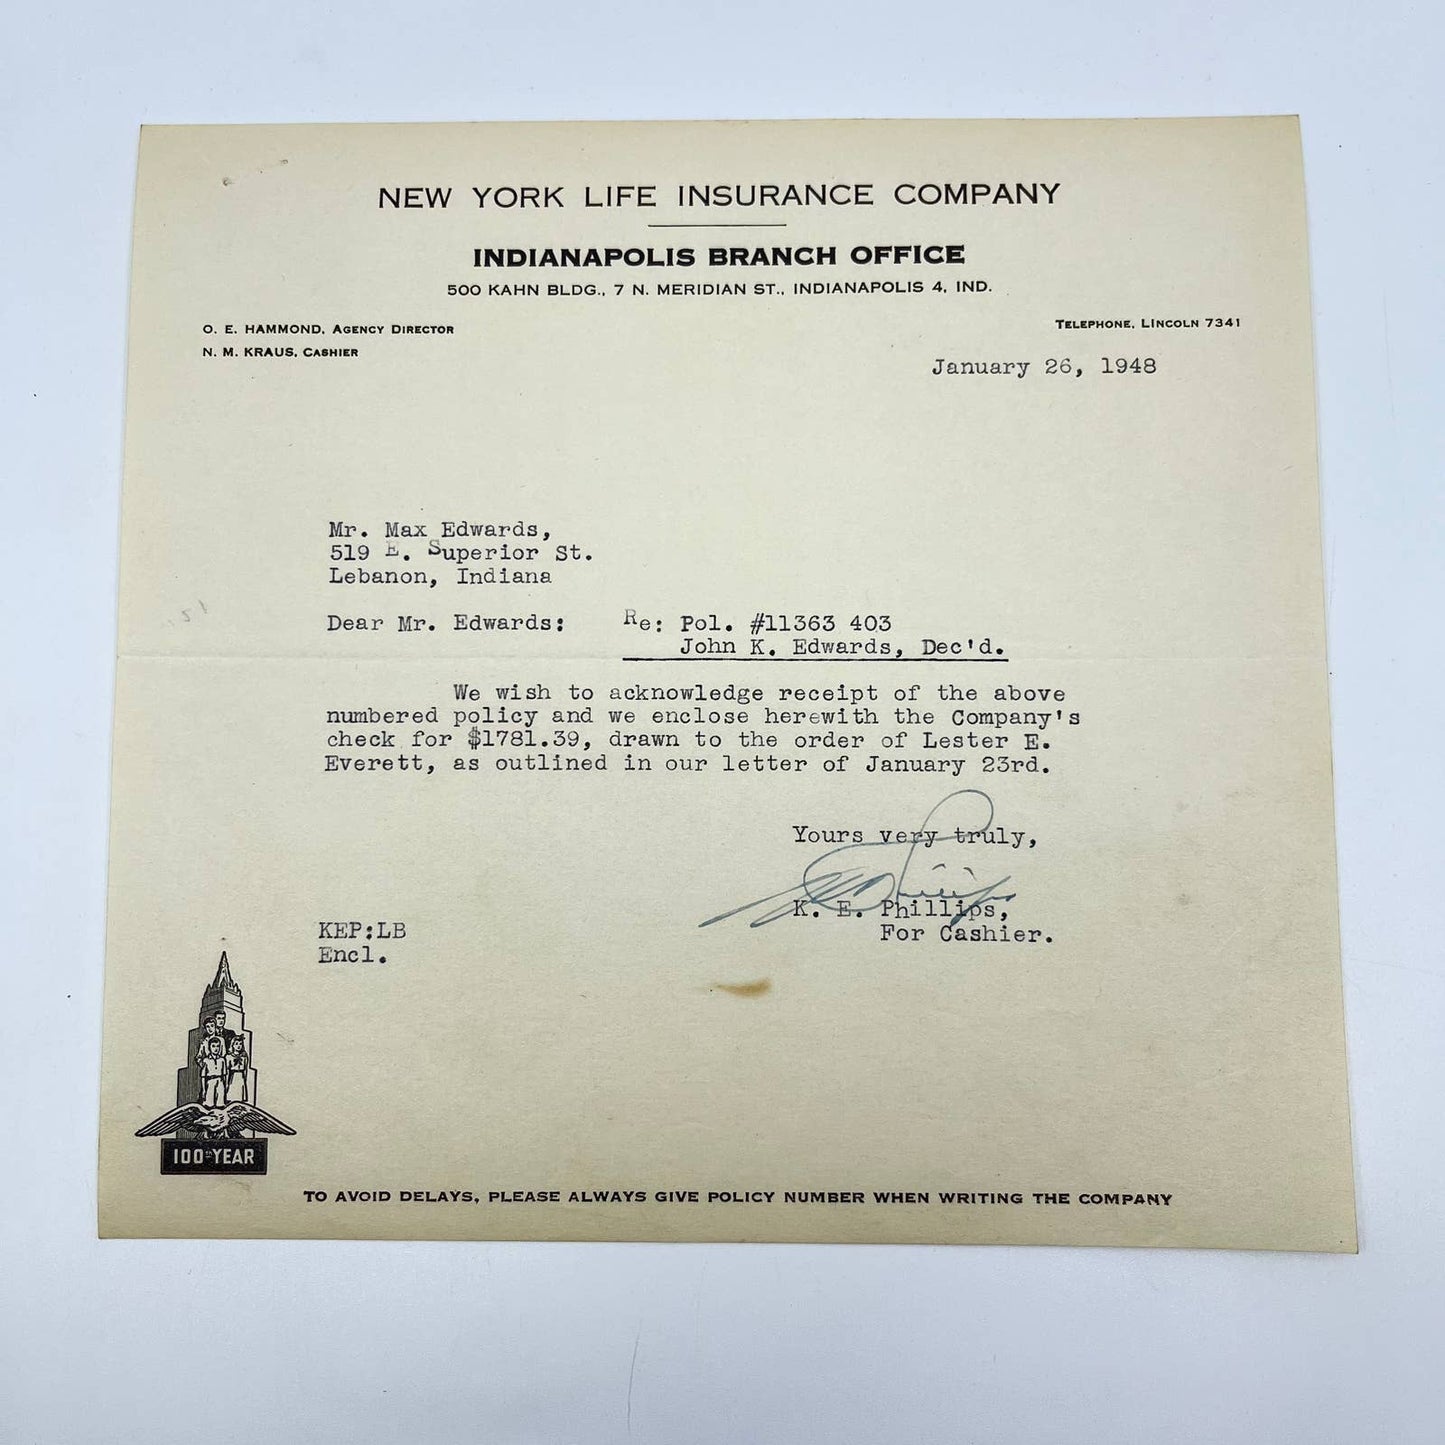 NEW YORK LIFE INSURANCE COMPANY
INDIANAPOLIS BRANCH OFFICE
500 KAHN BLDG., 7 N. MERIDIAN ST., INDIANAPOLIS 4, IND.
O. E. HAMMOND, AGENCY DIRECTOR
N. M. KRAUS, CASHIER
TELEPHONE, LINCOLN 7341
January 26, 1948
Mr. Max Edwards,
519 E. Superior St.
Lebanon, Indiana
Dear Mr. Edwards: Re: Pol. #11363 403
John K. Edwards, Dec'd.
We wish to acknowledge receipt of the above
numbered policy and we enclose herewith the Company's
check for $1781.39, drawn to the order of Lester E.
Everett, as outlined in our letter of January 23rd.
Yours very truly,
K. E. Phillips,
For Cashier.
KEP:LB
Encl.
100TH YEAR
TO AVOID DELAYS, PLEASE ALWAYS GIVE POLICY NUMBER WHEN WRITING THE COMPANY